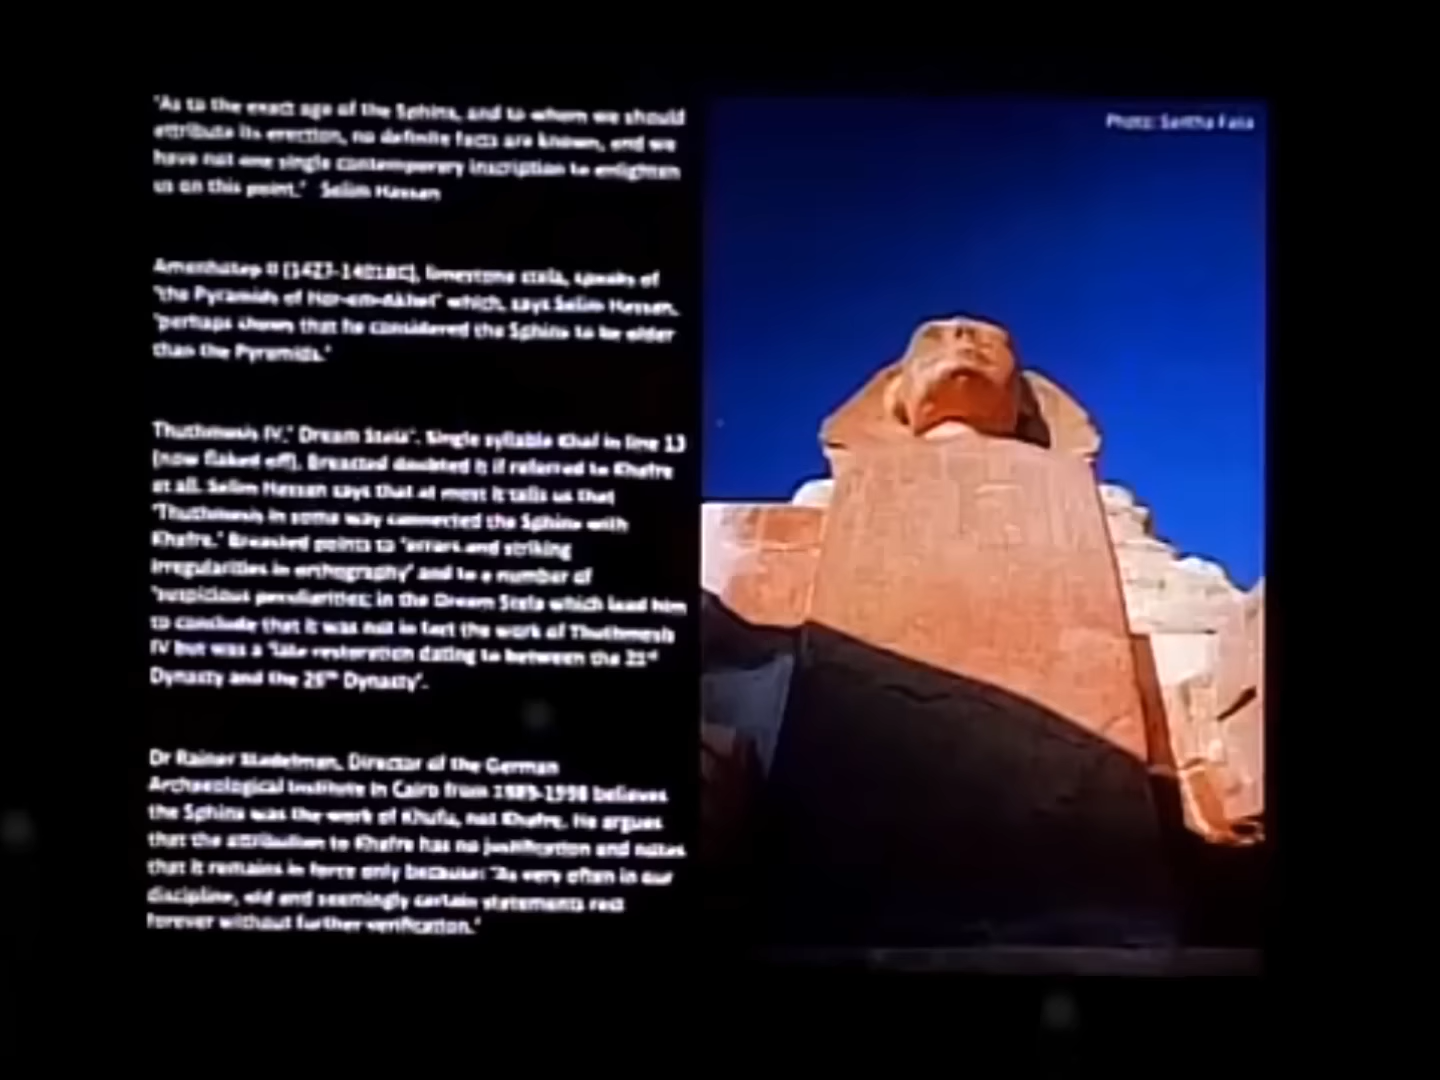 "As to the exact age of the Sphinx, and to whom we should
attribute its erection, no definite facts are known, and we
have not one single contemporary inscription to enlighten
us on this point." Selim Hassan
Amenhotep II (1427-1401BC), limestone stela, speaks of
"the Pyramids of Hor-em-Akhet" which, says Selim Hassan,
"perhaps shows that he considered the Sphinx to be older
than the Pyramids."
Thuthmosis IV,' Dream Stela'. Single syllable Khaf in line 13
(now flaked off). Breasted doubted it if referred to Khafre
at all. Selim Hassan says that at most it tells us that
"Thuthmosis in some way connected the Sphinx with
Khafre." Breasted points to 'errors and striking
irregularities in orthography' and to a number of
'suspicious peculiarities; in the Dream Stela which lead him
to conclude that it was not in fact the work of Thuthmosis
IV but was a 'late restoration dating to between the 21st
Dynasty and the 26th Dynasty'.
Dr Rainer Stadelman, Director of the German
Archaeological Institute in Cairo from 1989-1998 believes
the Sphinx was the work of Khufu, not Khafre. He argues
that the attribution to Khafre has no justification and notes
that it remains in force only because: "As very often in our
discipline, old and seemingly certain statements rest
forever without further verification."
Photo: Santha Faiia